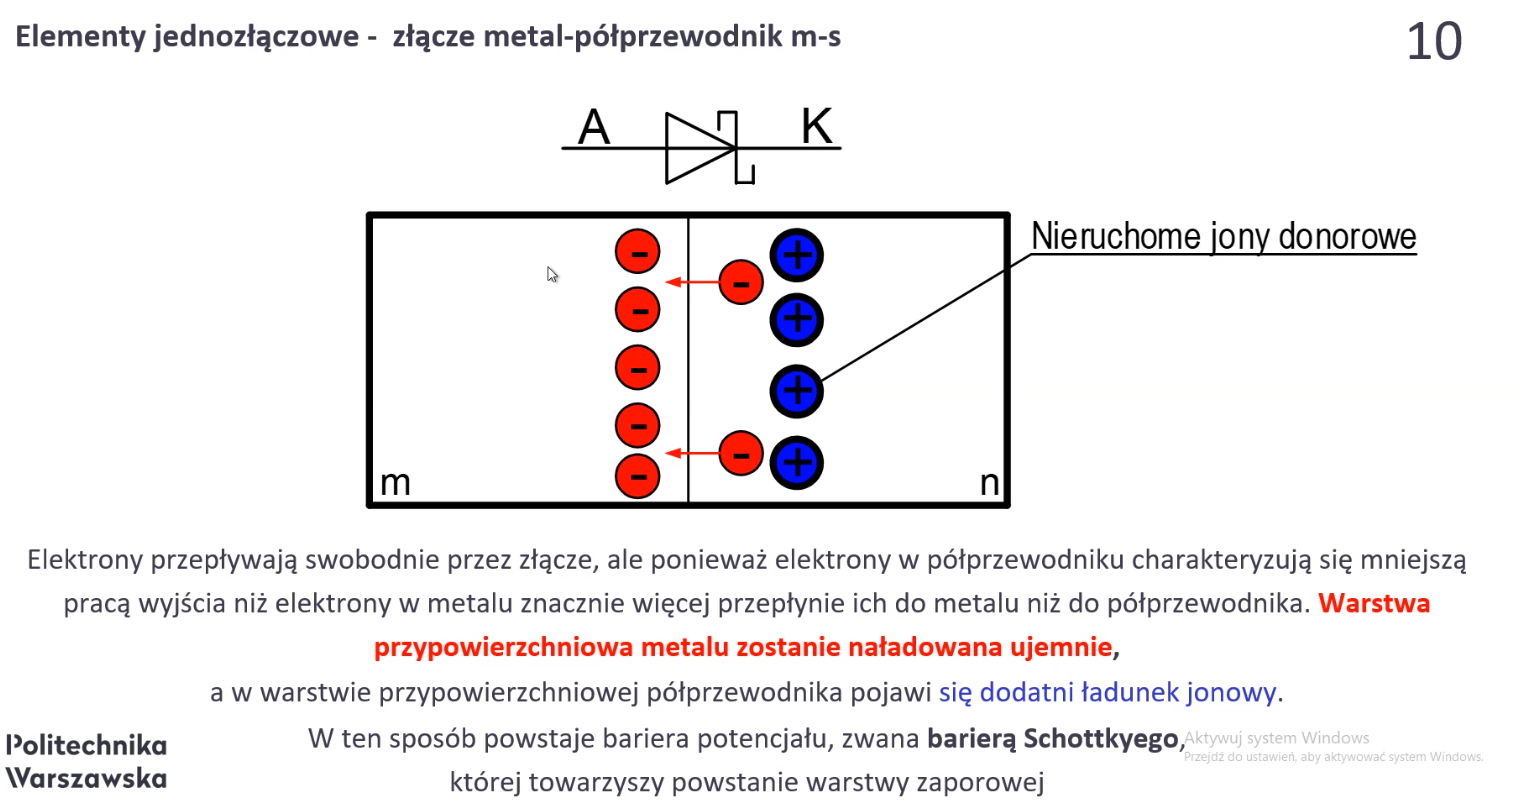 Elementy jednozłączowe - złącze metal-półprzewodnik m-s
10
A
K
Nieruchome jony donorowe
-
-
-
-
-
-
-
+
+
+
+
m
n
Elektrony przepływają swobodnie przez złącze, ale ponieważ elektrony w półprzewodniku charakteryzują się mniejszą
pracą wyjścia niż elektrony w metalu znacznie więcej przepłynie ich do metalu niż do półprzewodnika. Warstwa
przypowierzchniowa metalu zostanie naładowana ujemnie,
a w warstwie przypowierzchniowej półprzewodnika pojawi się dodatni ładunek jonowy.
W ten sposób powstaje bariera potencjału, zwana barierą Schottkyego,
której towarzyszy powstanie warstwy zaporowej
Politechnika
Warszawska
Aktywuj system Windows
Przejdź do ustawień, aby aktywować system Windows.